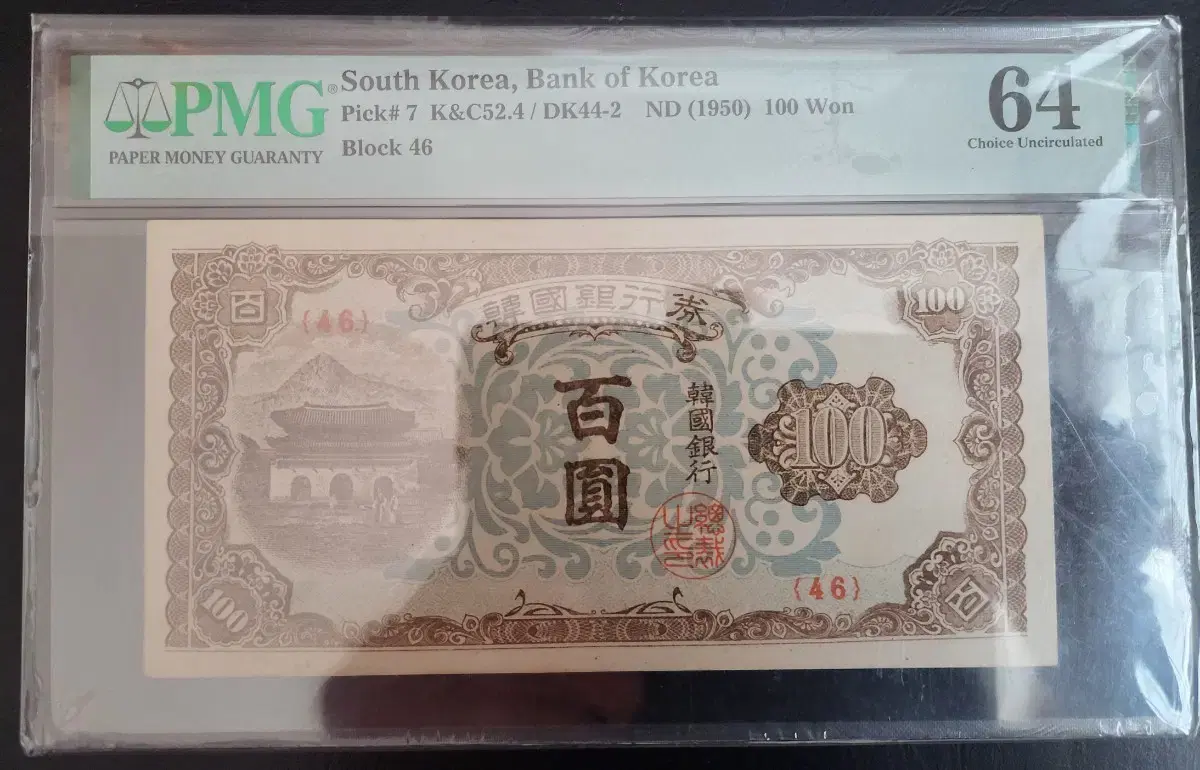 PMG®
PAPER MONEY GUARANTY
South Korea, Bank of Korea
Pick# 7 K&C52.4 / DK44-2 ND (1950) 100 Won
Block 46
64
Choice Uncirculated
百
100
{46}
韓國銀行券
百圓
韓國銀行
總裁之印
100
{46}
100
百